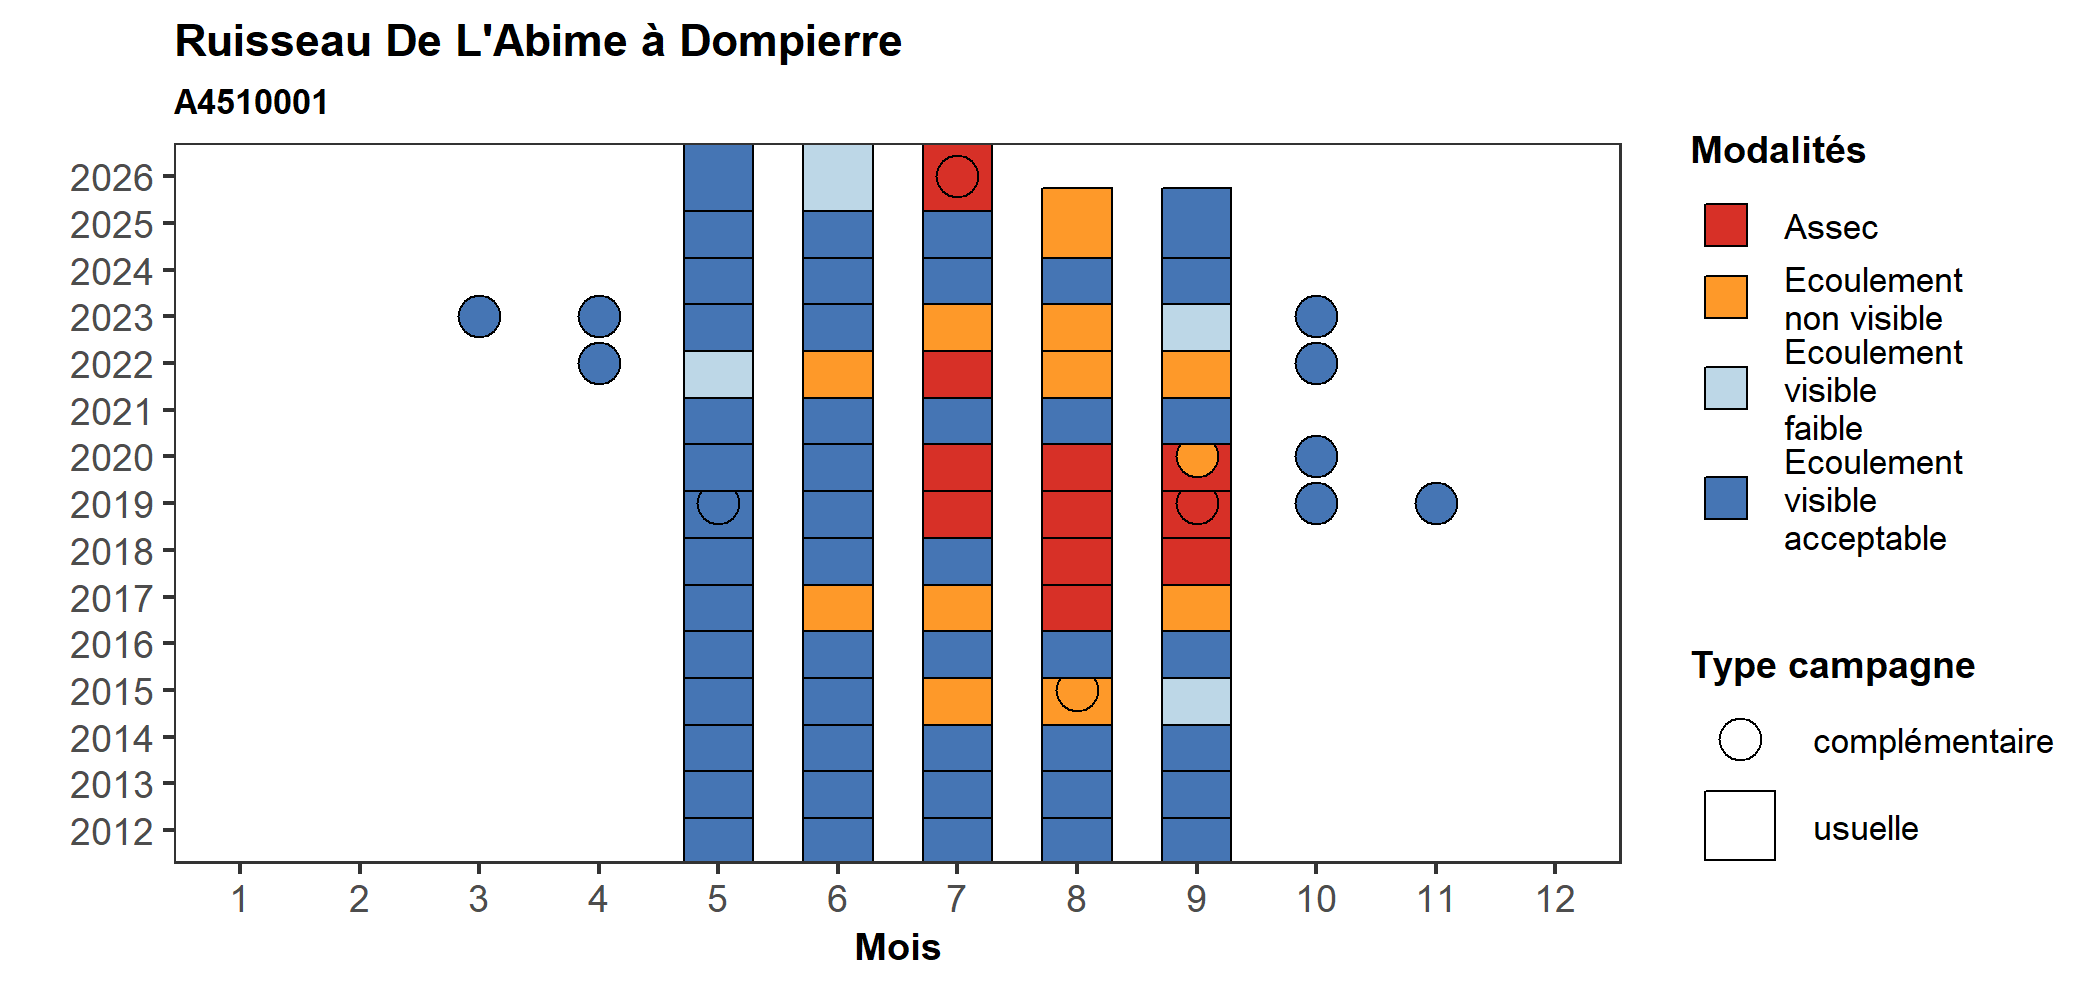 Ruisseau De L'Abime à Dompierre
A4510001
2026
2025
2024
2023
2022
2021
2020
2019
2018
2017
2016
2015
2014
2013
2012
1 2 3 4 5 6 7 8 9 10 11 12
Mois
Modalités
Assec
Ecoulement
non visible
Ecoulement
visible
faible
Ecoulement
visible
acceptable
Type campagne
complémentaire
usuelle